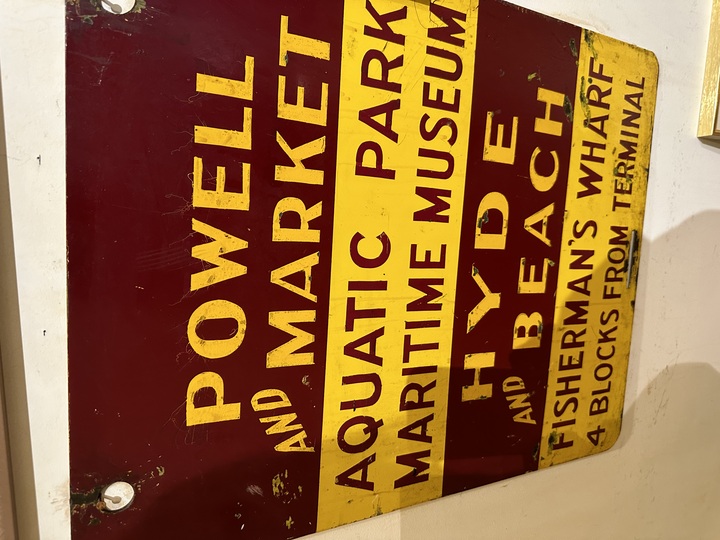 POWELL
AND MARKET
AQUATIC PARK
MARITIME MUSEUM
HYDE
AND BEACH
FISHERMAN'S WHARF
4 BLOCKS FROM TERMINAL